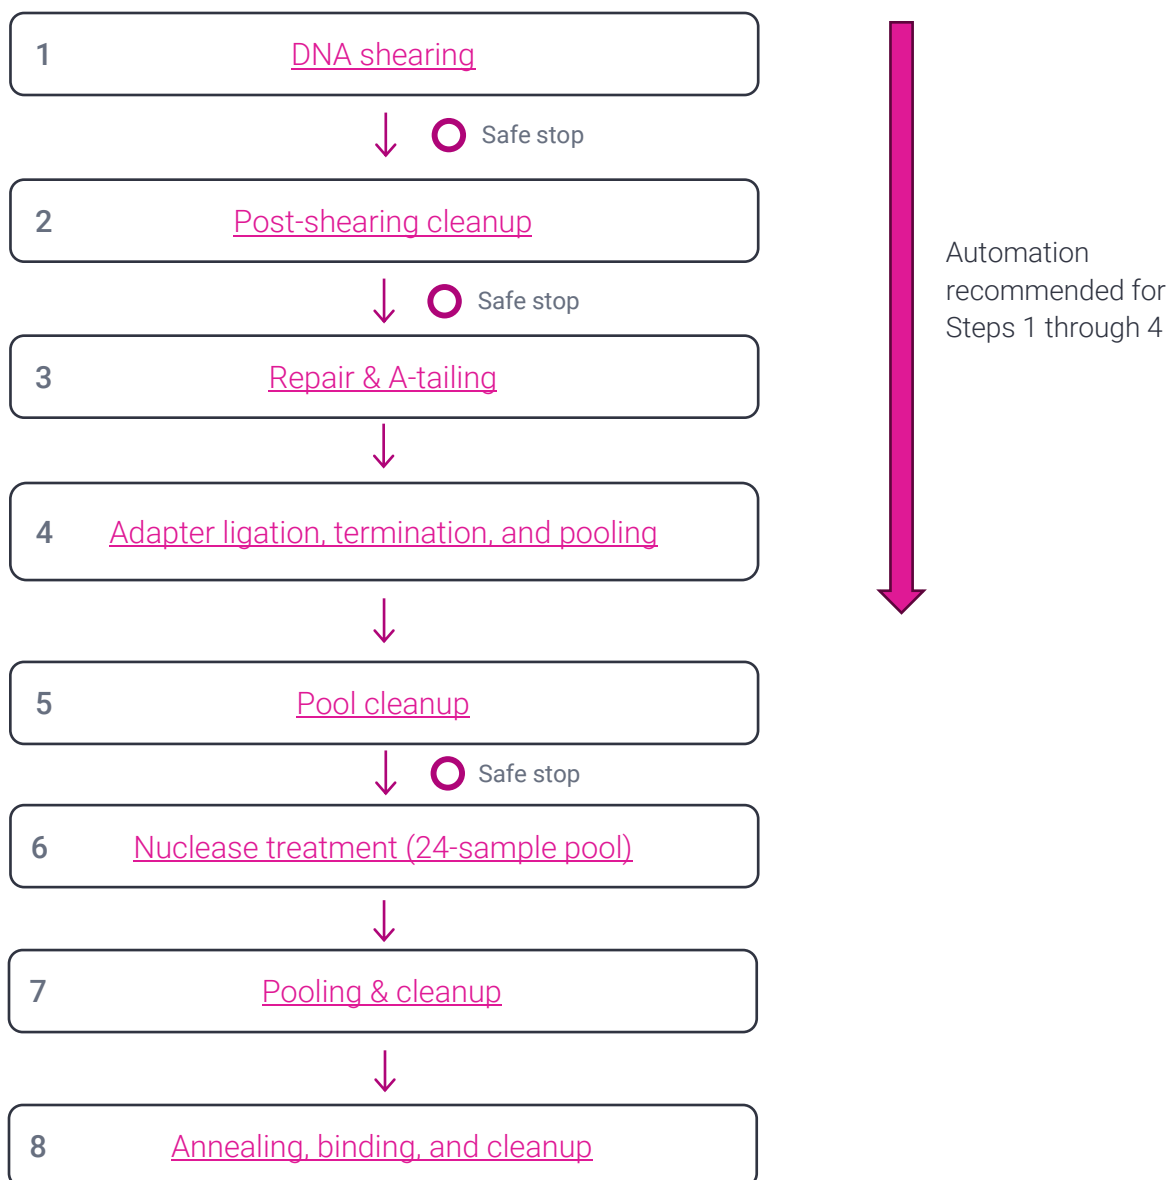 1 DNA shearing
Safe stop
2 Post-shearing cleanup
Safe stop
3 Repair & A-tailing
4 Adapter ligation, termination, and pooling
5 Pool cleanup
Safe stop
6 Nuclease treatment (24-sample pool)
7 Pooling & cleanup
8 Annealing, binding, and cleanup
Automation
recommended for
Steps 1 through 4